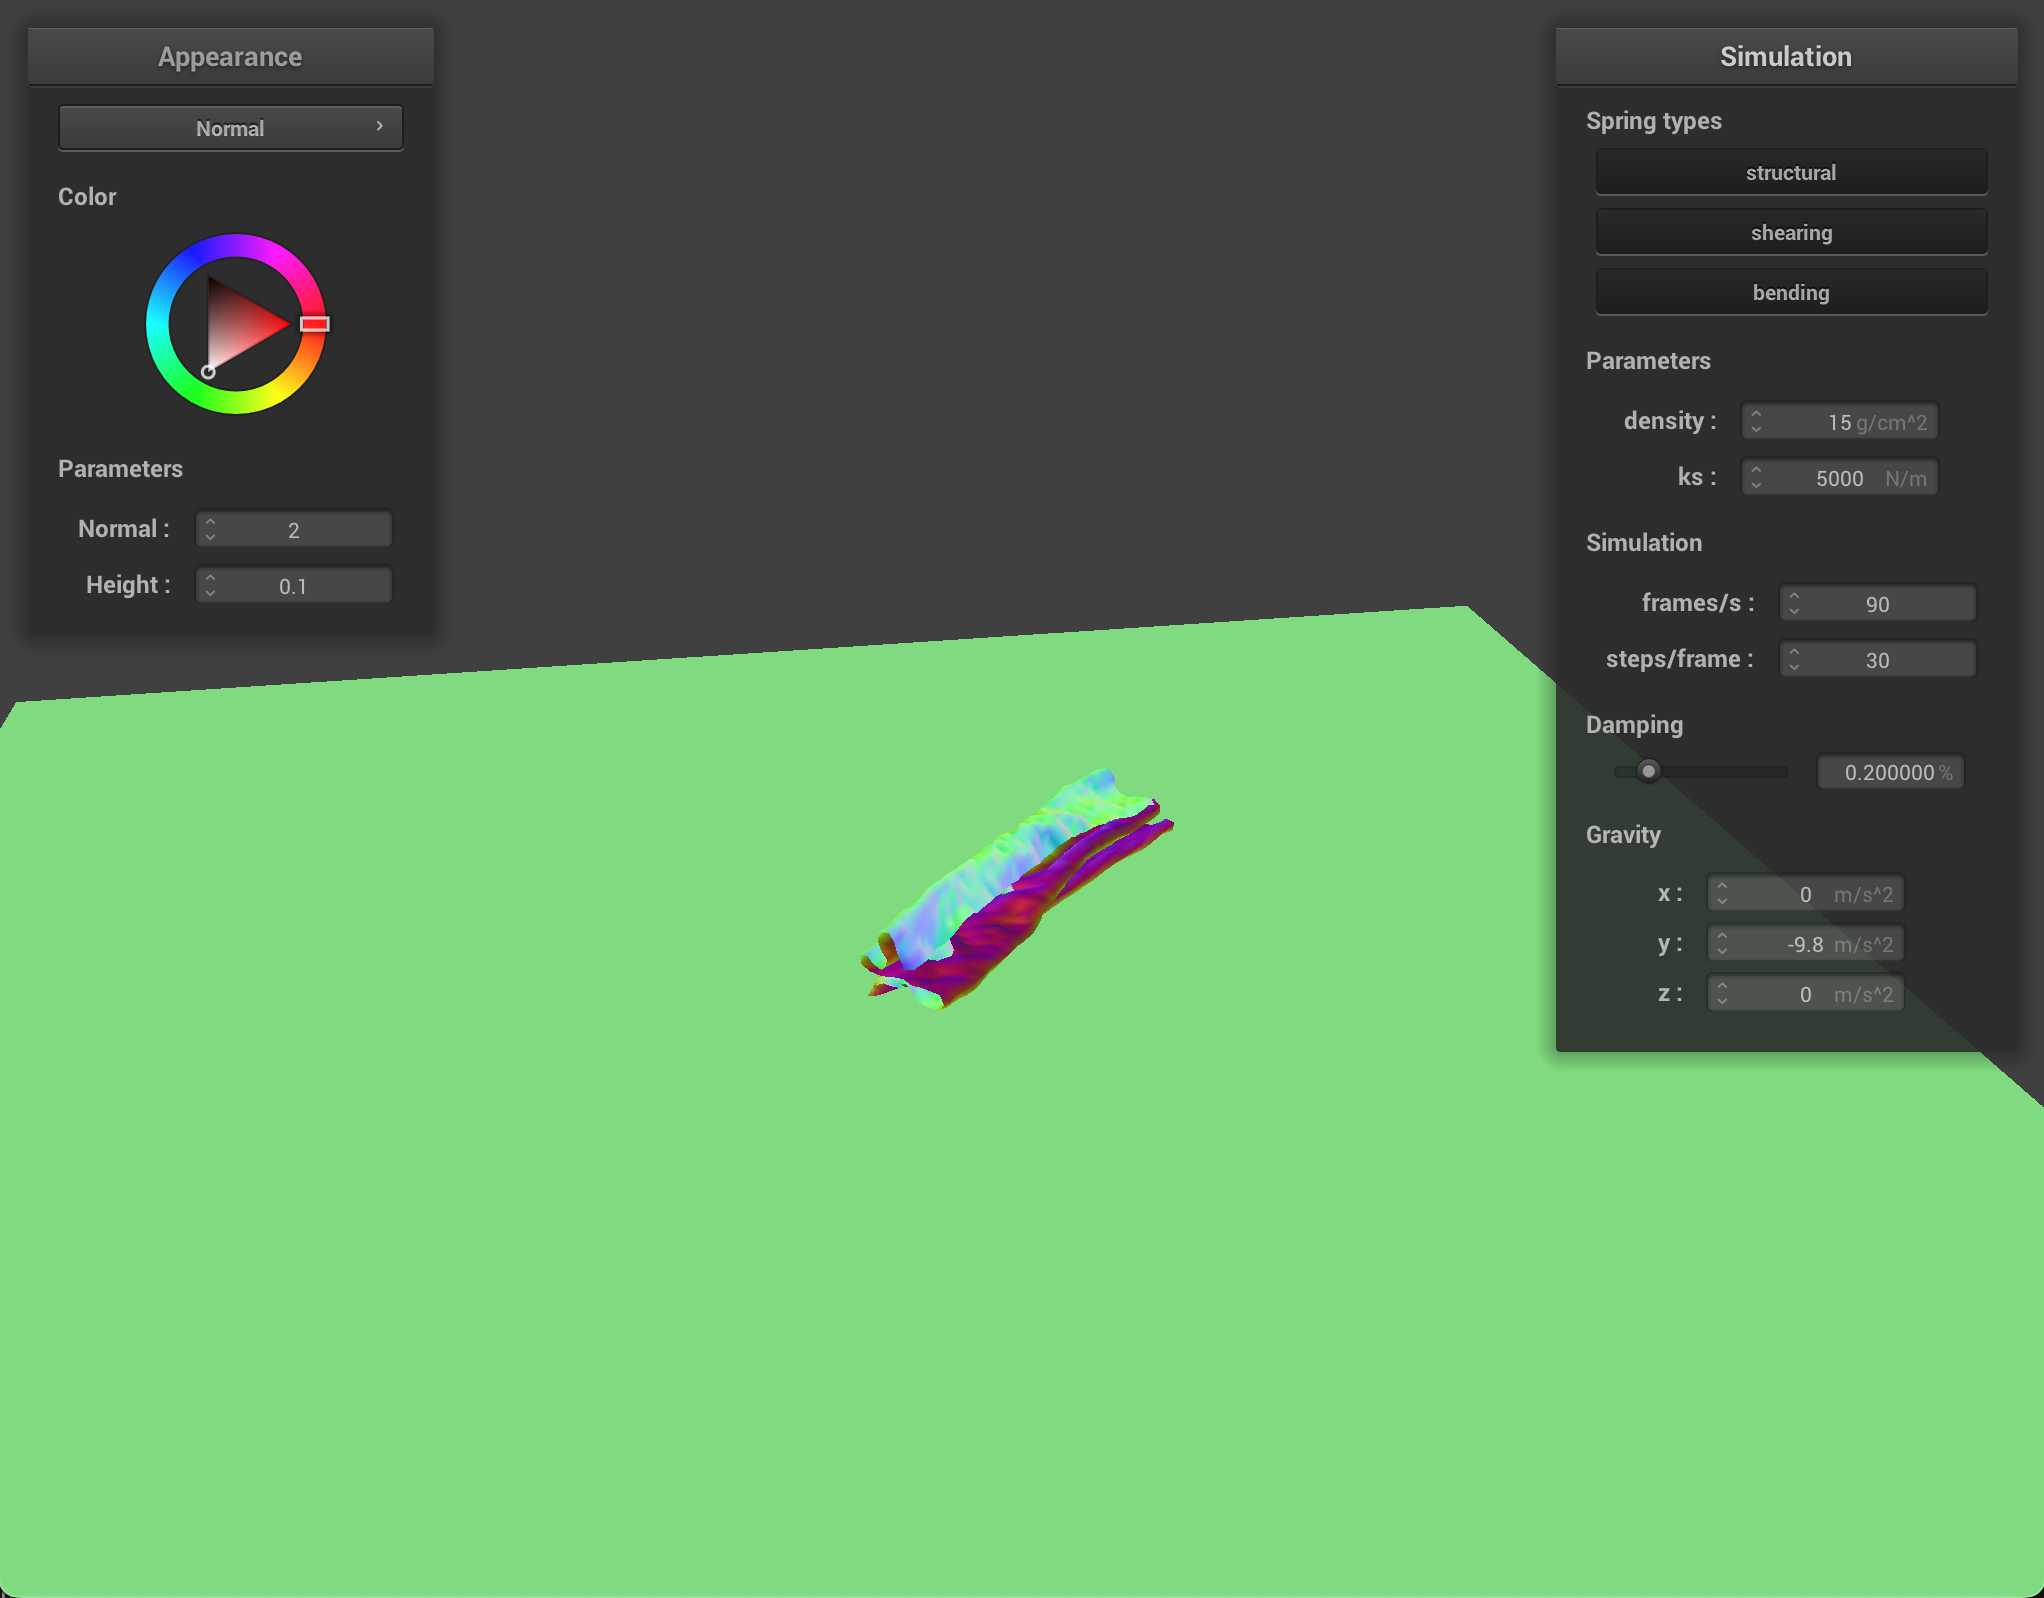 Appearance
Normal
Color
Parameters
Normal : 2
Height : 0.1
Simulation
Spring types
structural
shearing
bending
Parameters
density : 15 g/cm^2
ks : 5000 N/m
Simulation
frames/s : 90
steps/frame : 30
Damping
0.200000 %
Gravity
x : 0 m/s^2
y : -9.8 m/s^2
z : 0 m/s^2